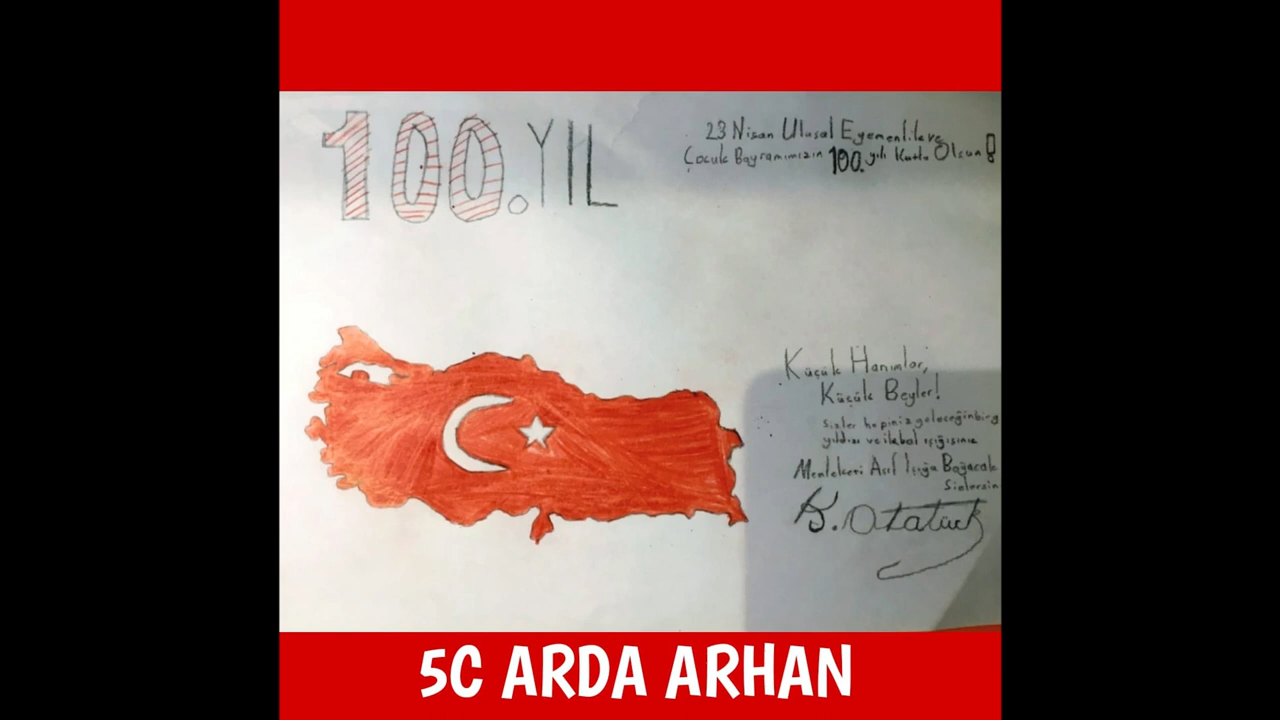 100. YIL
23 Nisan Ulusal Egemenlik ve
Çocuk Bayramımızın 100. yılı Kutlu Olsun!
Küçük Hanımlar,
Küçük Beyler!
sizler hepiniz geleceğin bir g
yıldızı ve ikbal ışığısınız
Memleketi Asıl Işığa Boğacak
Sizlersiniz
K. Atatürk
5C ARDA ARHAN